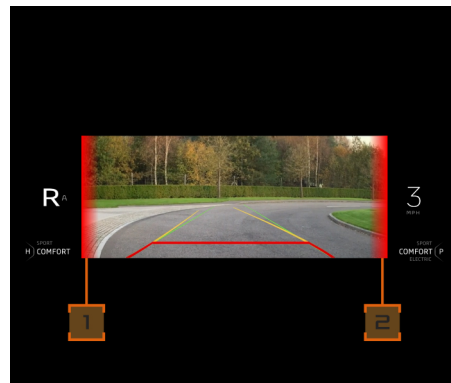 R A
3
MPH
SPORT
H) COMFORT
SPORT
COMFORT (P
ELECTRIC
1
2